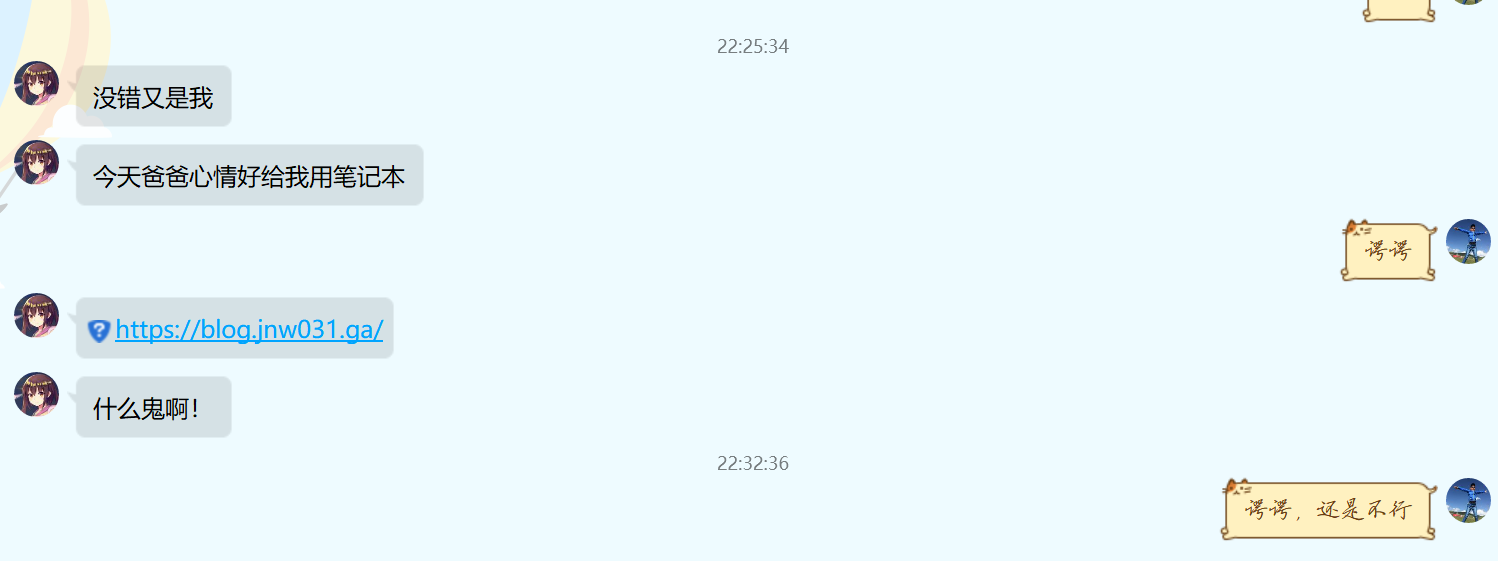 22:25:34
没错又是我
今天爸爸心情好给我用笔记本
谔谔
https://blog.jnw031.ga/
什么鬼啊！
22:32:36
谔谔，还是不行